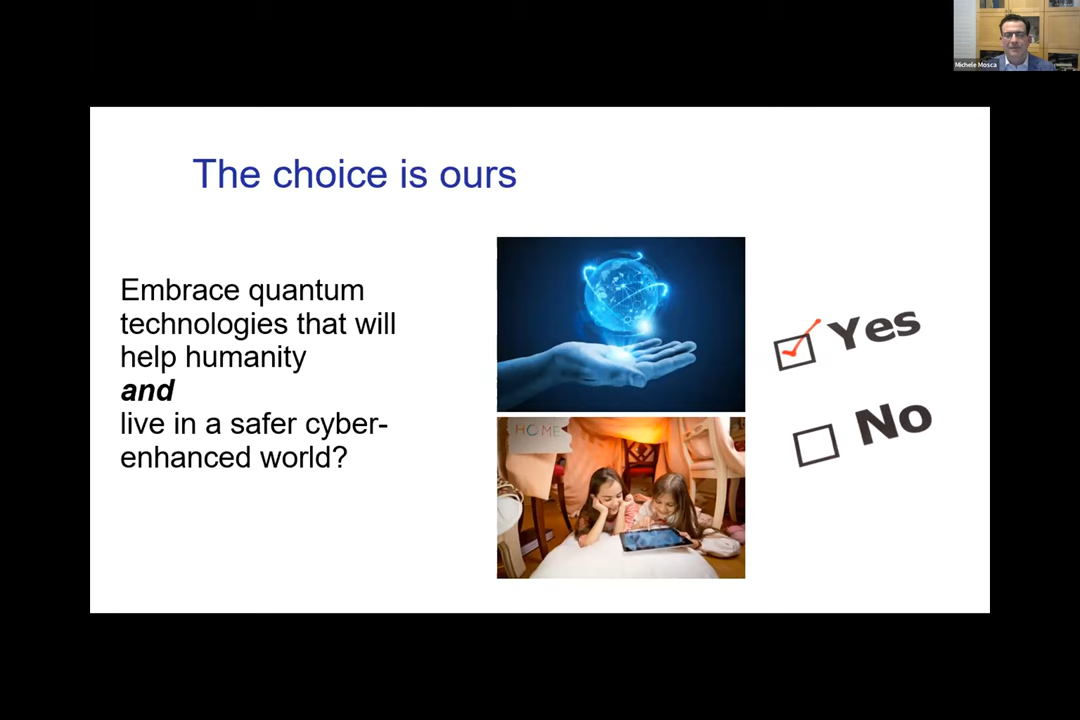 Michele Mosca
The choice is ours
Embrace quantum
technologies that will
help humanity
and
live in a safer cyber-
enhanced world?
HOME
Yes
No